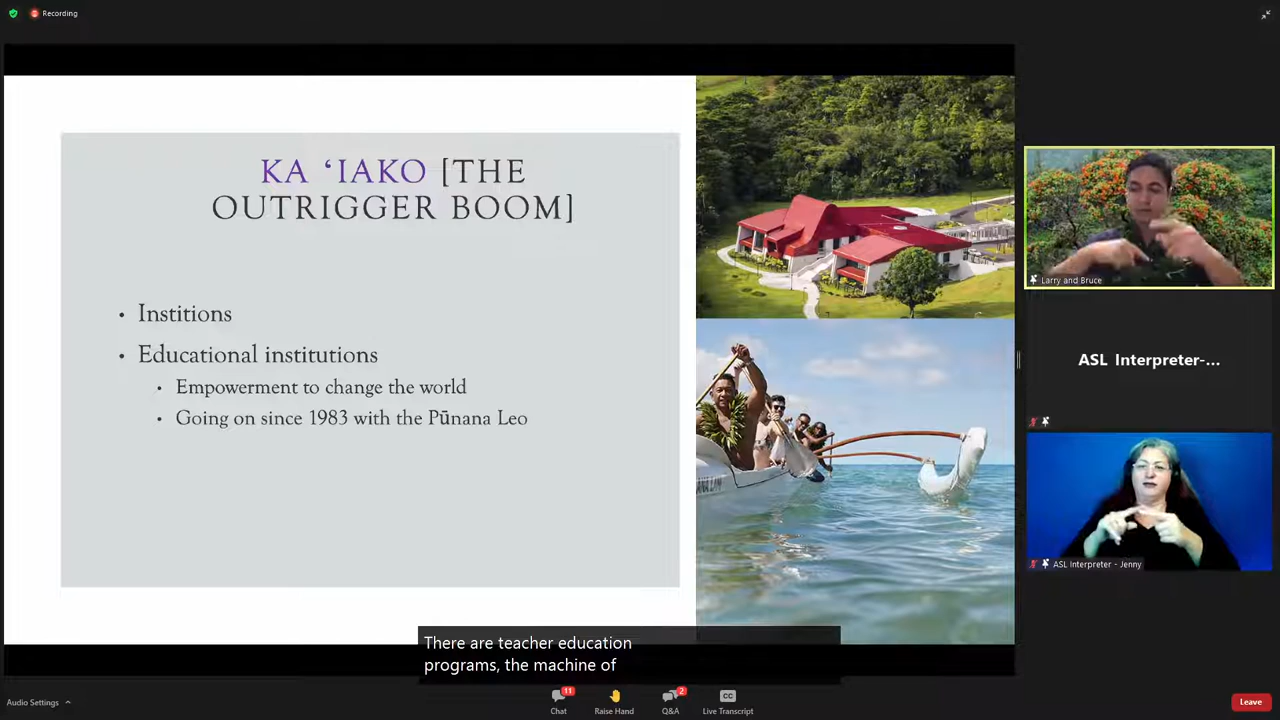 Recording
KA ‘IAKO [THE
OUTRIGGER BOOM]
• Institions
• Educational institutions
• Empowerment to change the world
• Going on since 1983 with the Pūnana Leo
Larry and Bruce
ASL Interpreter-...
ASL Interpreter - Jenny
There are teacher education
programs, the machine of
Audio Settings
11
Chat
Raise Hand
2
Q&A
CC
Live Transcript
Leave